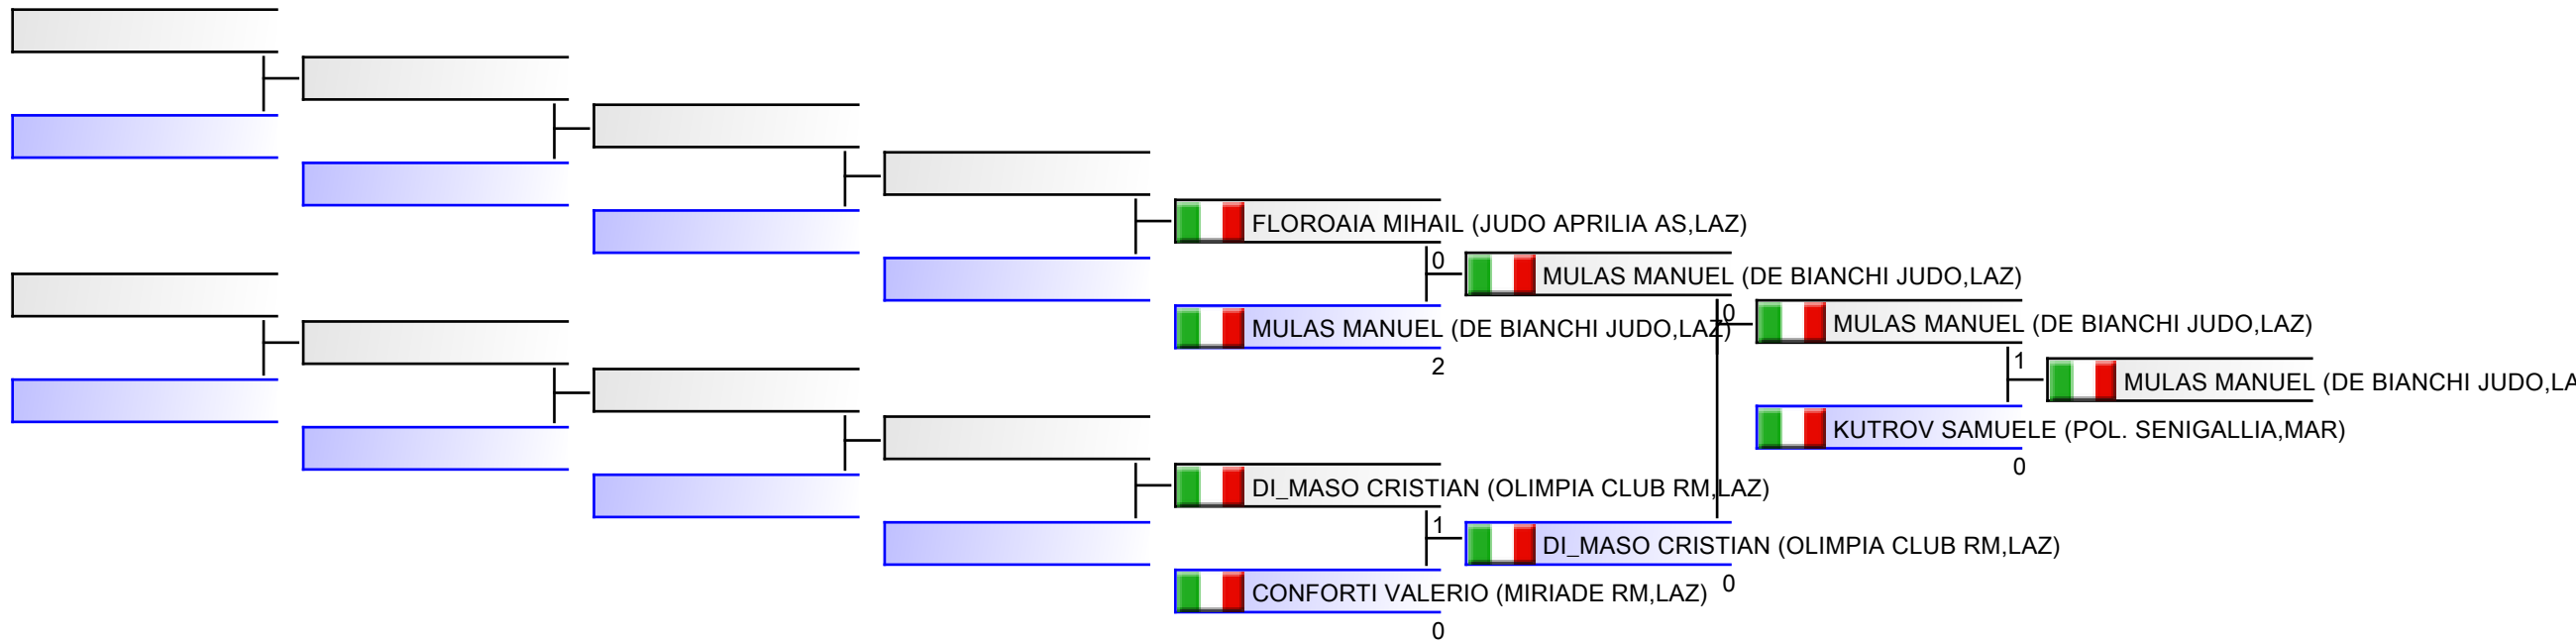 FLOROAIA MIHAIL (JUDO APRILIA AS,LAZ)
0
MULAS MANUEL (DE BIANCHI JUDO,LAZ)
MULAS MANUEL (DE BIANCHI JUDO,LAZ)
2
0
MULAS MANUEL (DE BIANCHI JUDO,LAZ)
1
MULAS MANUEL (DE BIANCHI JUDO,LA
KUTROV SAMUELE (POL. SENIGALLIA,MAR)
0
DI_MASO CRISTIAN (OLIMPIA CLUB RM,LAZ)
1
DI_MASO CRISTIAN (OLIMPIA CLUB RM,LAZ)
0
CONFORTI VALERIO (MIRIADE RM,LAZ)
0